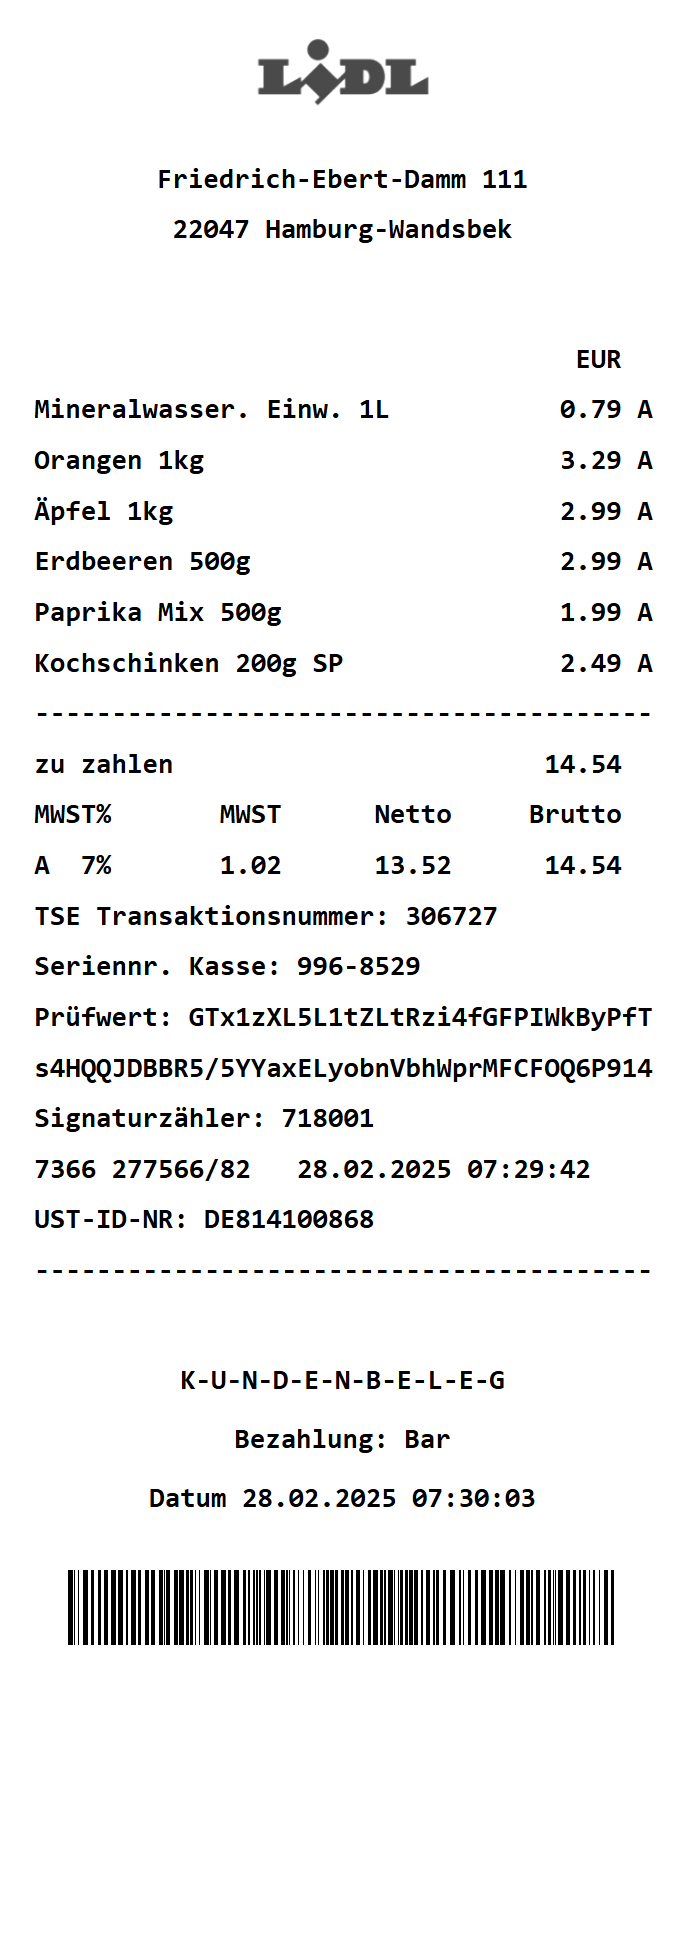 LIDL
Friedrich-Ebert-Damm 111
22047 Hamburg-Wandsbek
EUR
Mineralwasser. Einw. 1L 0.79 A
Orangen 1kg 3.29 A
Äpfel 1kg 2.99 A
Erdbeeren 500g 2.99 A
Paprika Mix 500g 1.99 A
Kochschinken 200g SP 2.49 A
----------------------------------------
zu zahlen 14.54
MWST% MWST Netto Brutto
A 7% 1.02 13.52 14.54
TSE Transaktionsnummer: 306727
Seriennr. Kasse: 996-8529
Prüfwert: GTx1zXL5L1tZLtRzi4fGFPIWkByPfT
s4HQQJDBBR5/5YYaxELyobnVbhWprMFCFOQ6P914
Signaturzähler: 718001
7366 277566/82 28.02.2025 07:29:42
UST-ID-NR: DE814100868
----------------------------------------
K-U-N-D-E-N-B-E-L-E-G
Bezahlung: Bar
Datum 28.02.2025 07:30:03